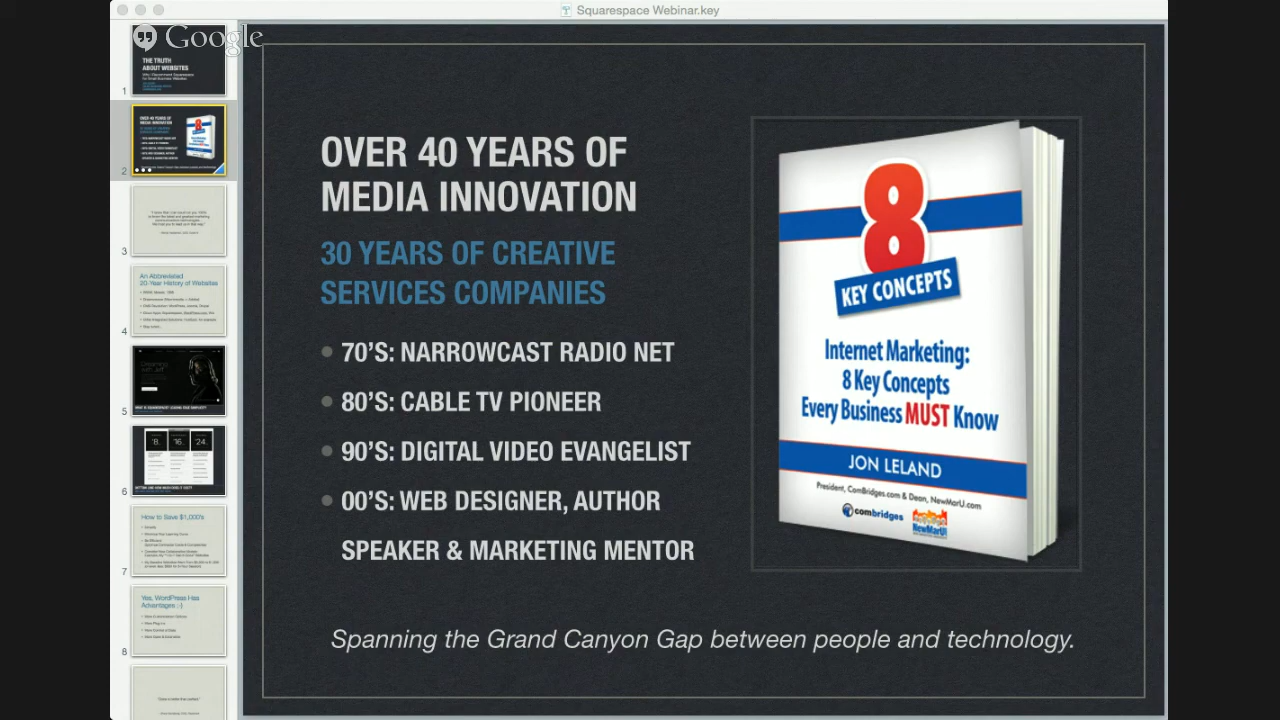 Squarespace Webinar.key
Google
THE TRUTH
ABOUT WEBSITES
1
2
3
An Abbreviated
20-Year History of Websites
4
5
6
How to Save $1,000's
7
Yes, WordPress Has
Advantages :-)
8
OVER 40 YEARS OF
MEDIA INNOVATION
30 YEARS OF CREATIVE
SERVICES COMPANIES
70'S: NARROWCAST RADIO NET
80'S: CABLE TV PIONEER
90'S: DIGITAL VIDEO EVANGELIST
00'S: WEB DESIGNER, AUTHOR
SPEAKER & MARKETING MENTOR
8
KEY CONCEPTS
Internet Marketing:
8 Key Concepts
Every Business MUST Know
JON LELAND
President, ComBridges.com & Dean, NewMarU.com
combridges
NewMarU
Spanning the Grand Canyon Gap between people and technology.